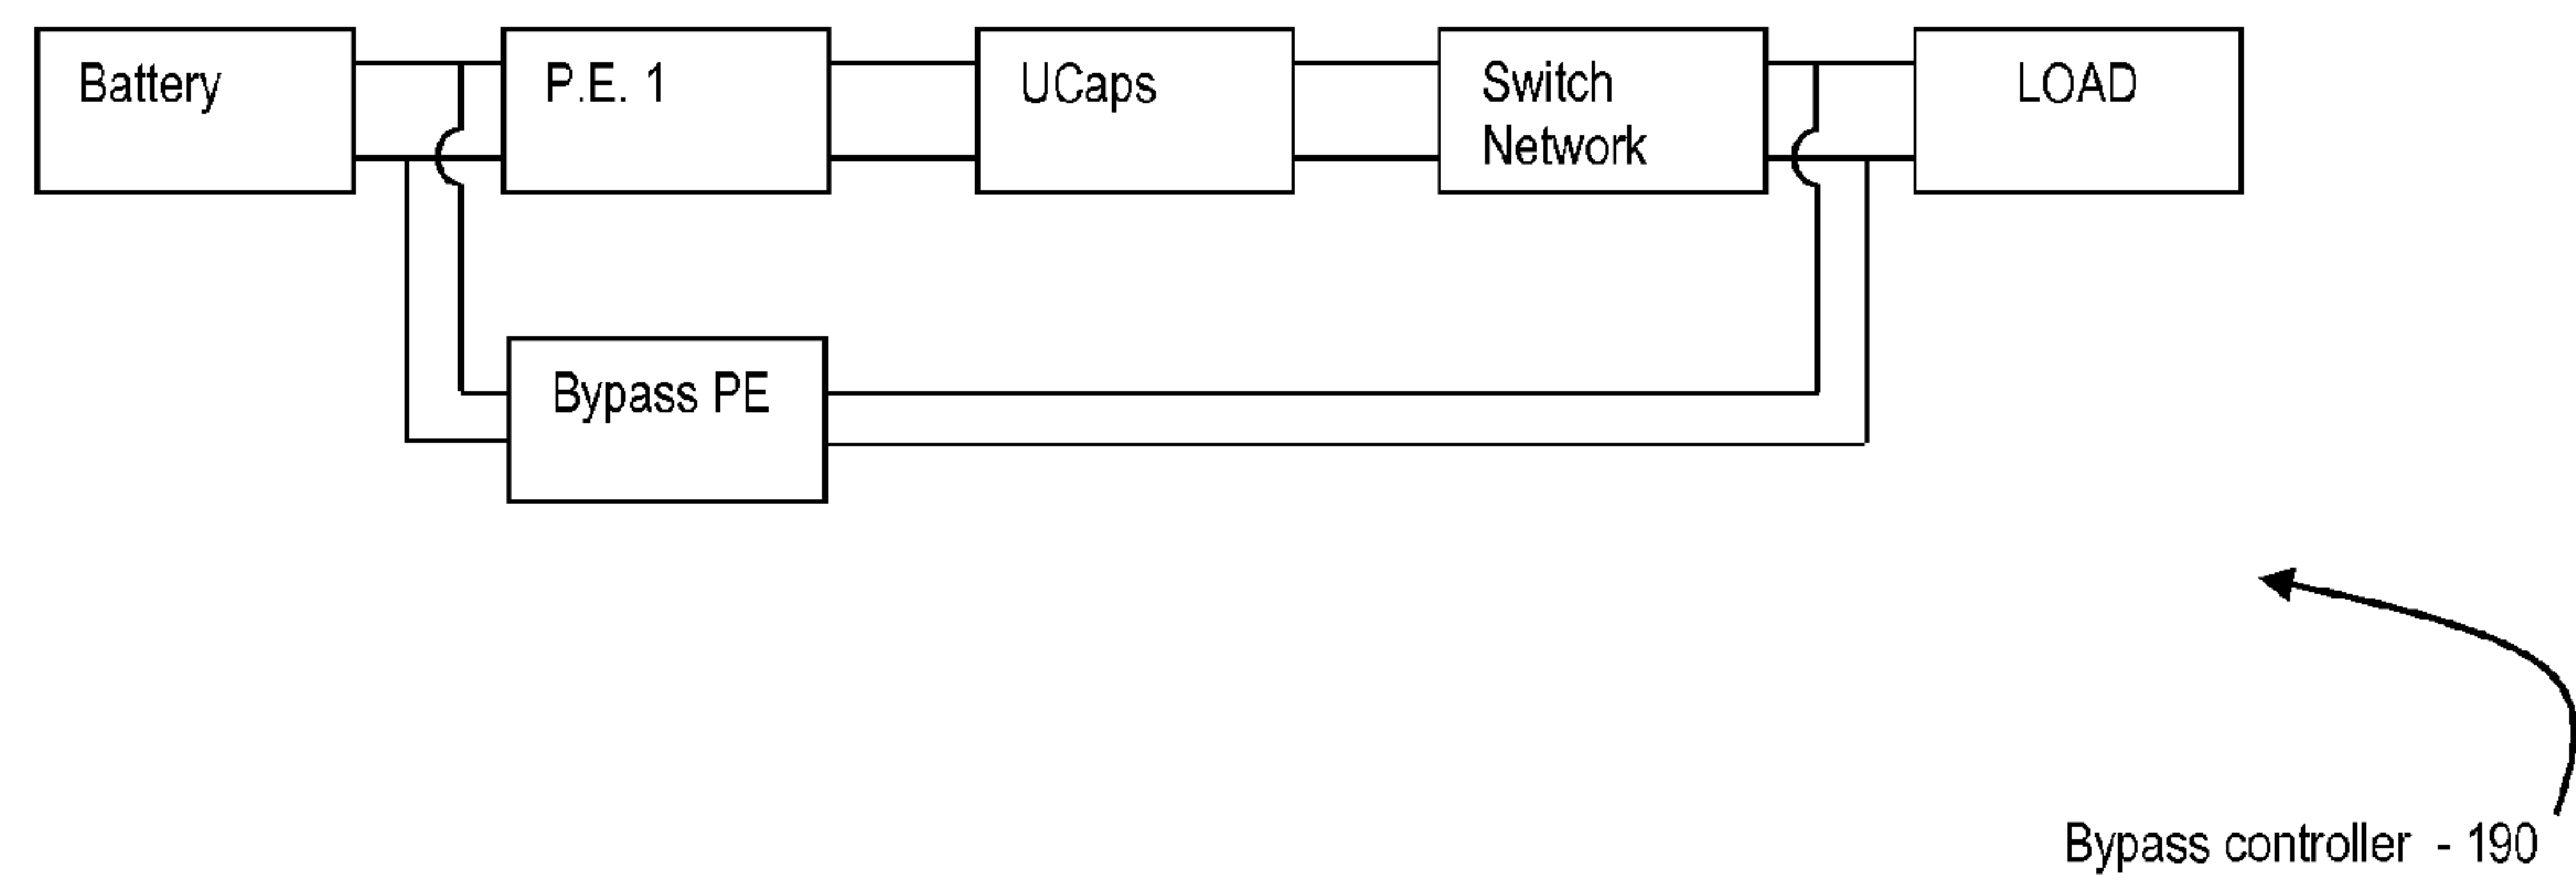 Battery
P.E. 1
UCaps
Switch
Network
LOAD
Bypass PE
Bypass controller - 190